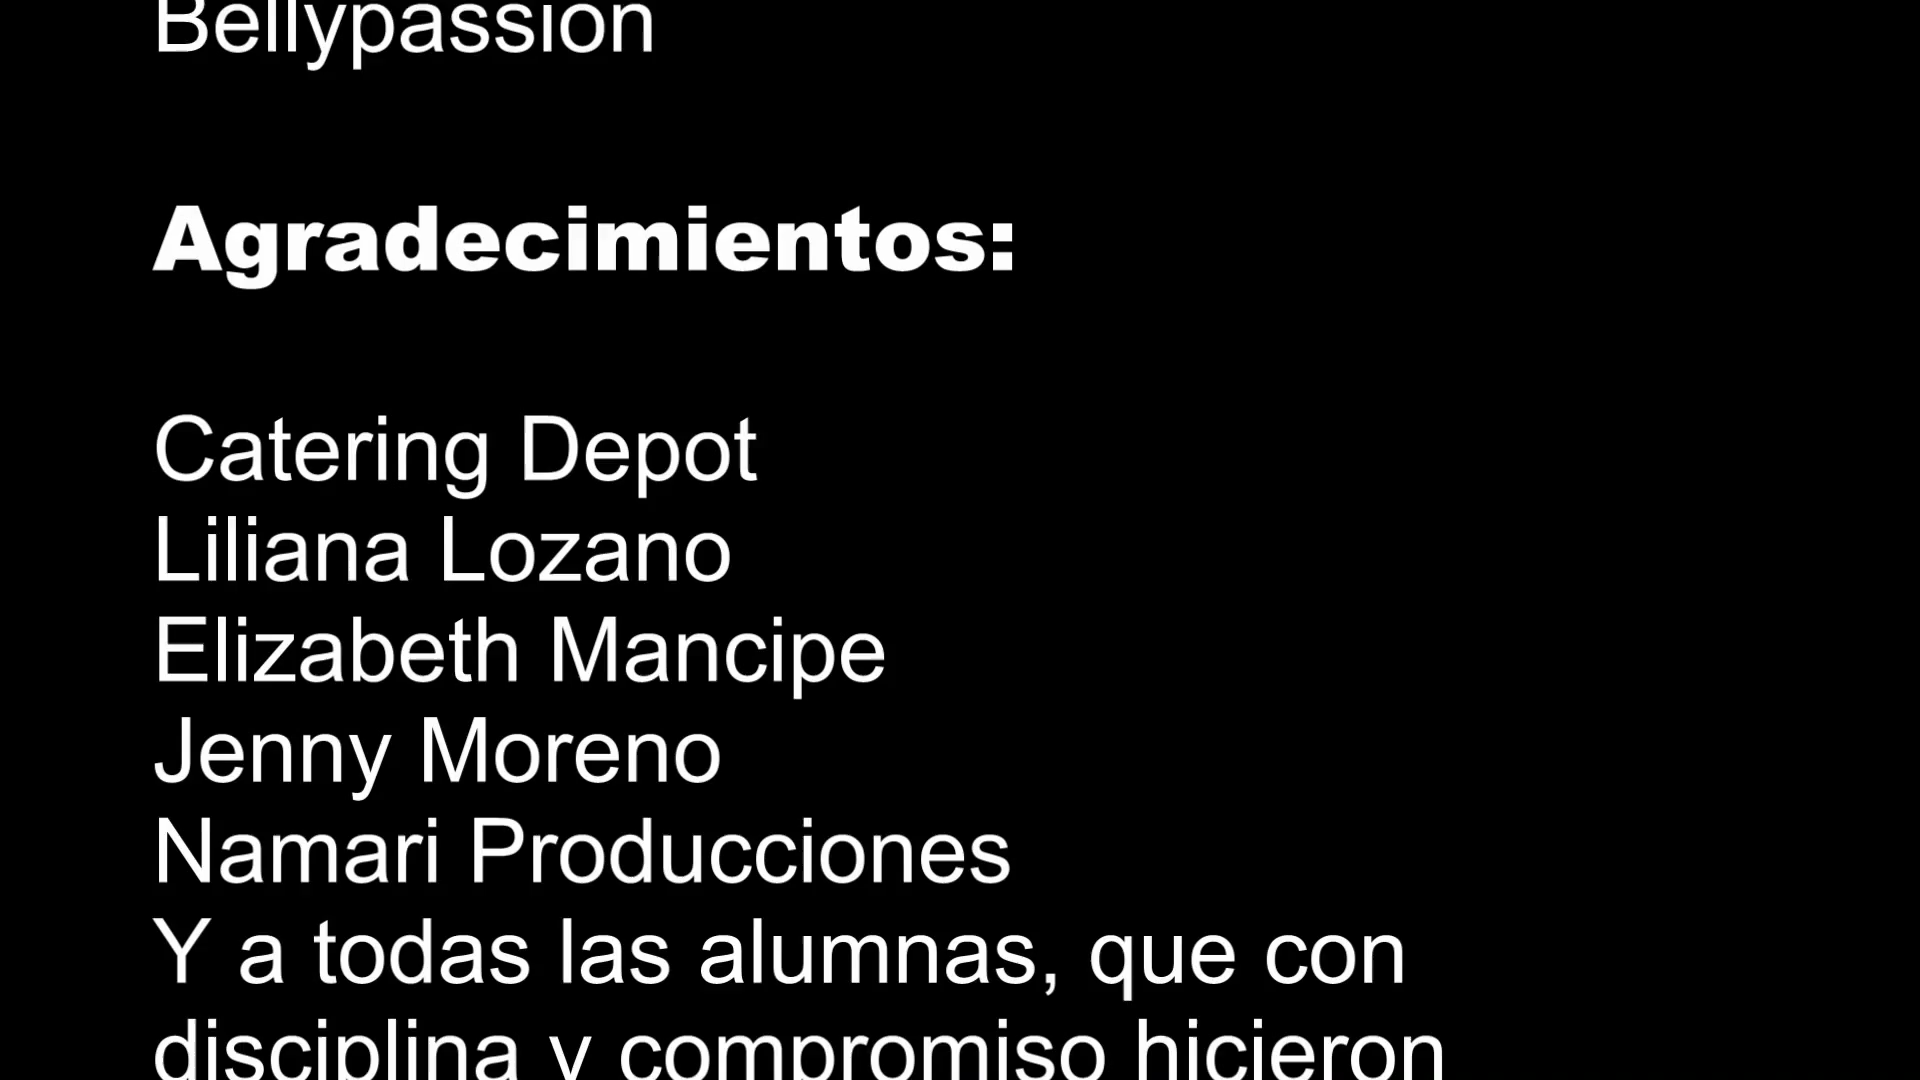 Bellypassion
Agradecimientos:
Catering Depot
Liliana Lozano
Elizabeth Mancipe
Jenny Moreno
Namari Producciones
Y a todas las alumnas, que con
disciplina y compromiso hicieron